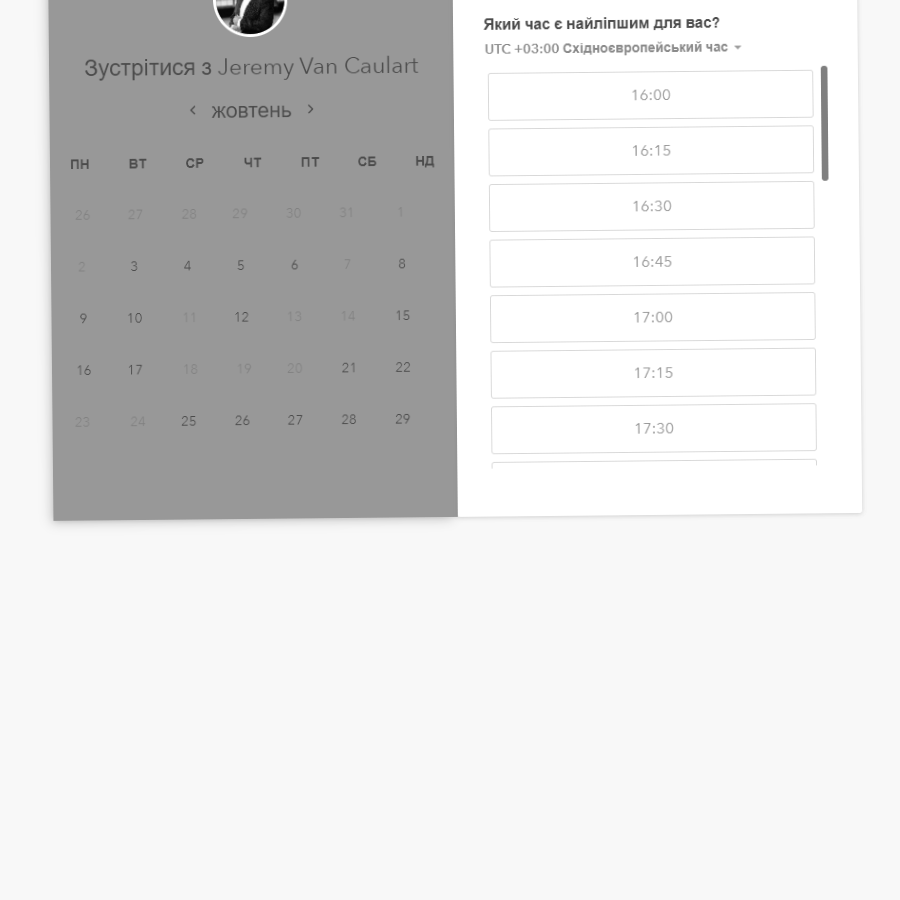 Зустрітися з Jeremy Van Caulart
жовтень
ПН ВТ СР ЧТ ПТ СБ НД
26 27 28 29 30 31 1
2 3 4 5 6 7 8
9 10 11 12 13 14 15
16 17 18 19 20 21 22
23 24 25 26 27 28 29
Який час є найліпшим для вас?
UTC +03:00 Східноєвропейський час
16:00
16:15
16:30
16:45
17:00
17:15
17:30